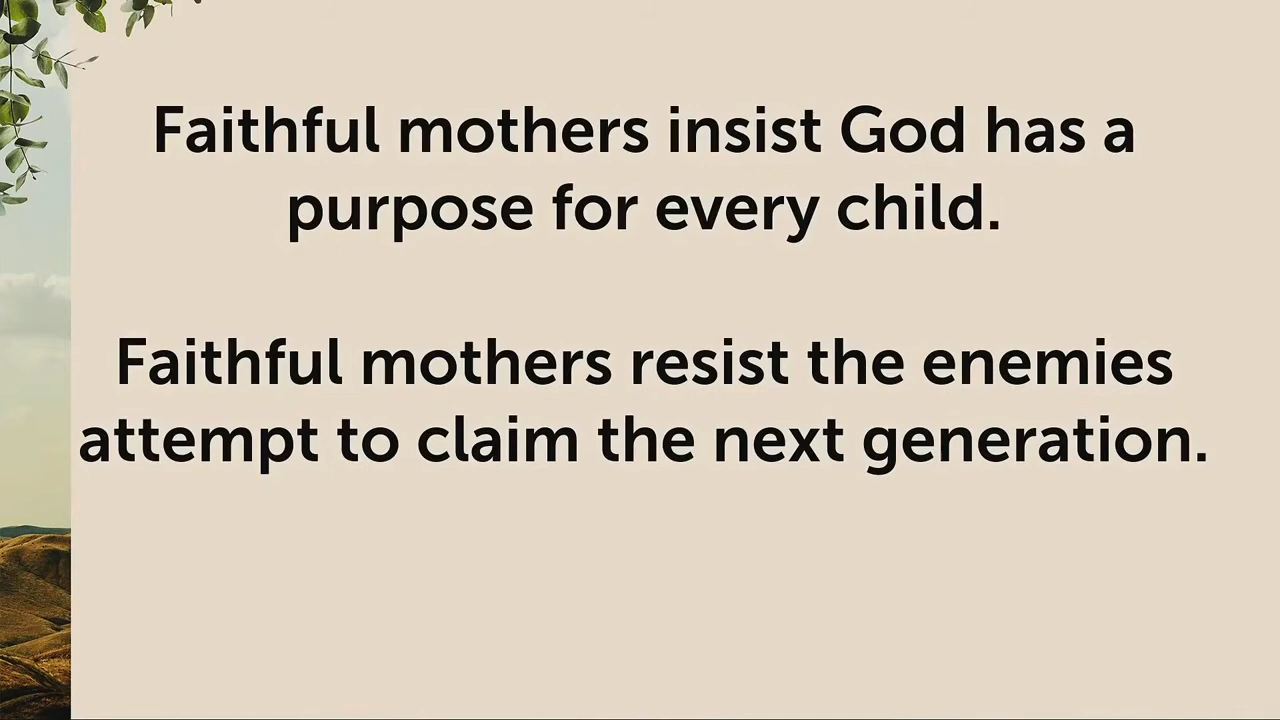 Faithful mothers insist God has a
purpose for every child.
Faithful mothers resist the enemies
attempt to claim the next generation.